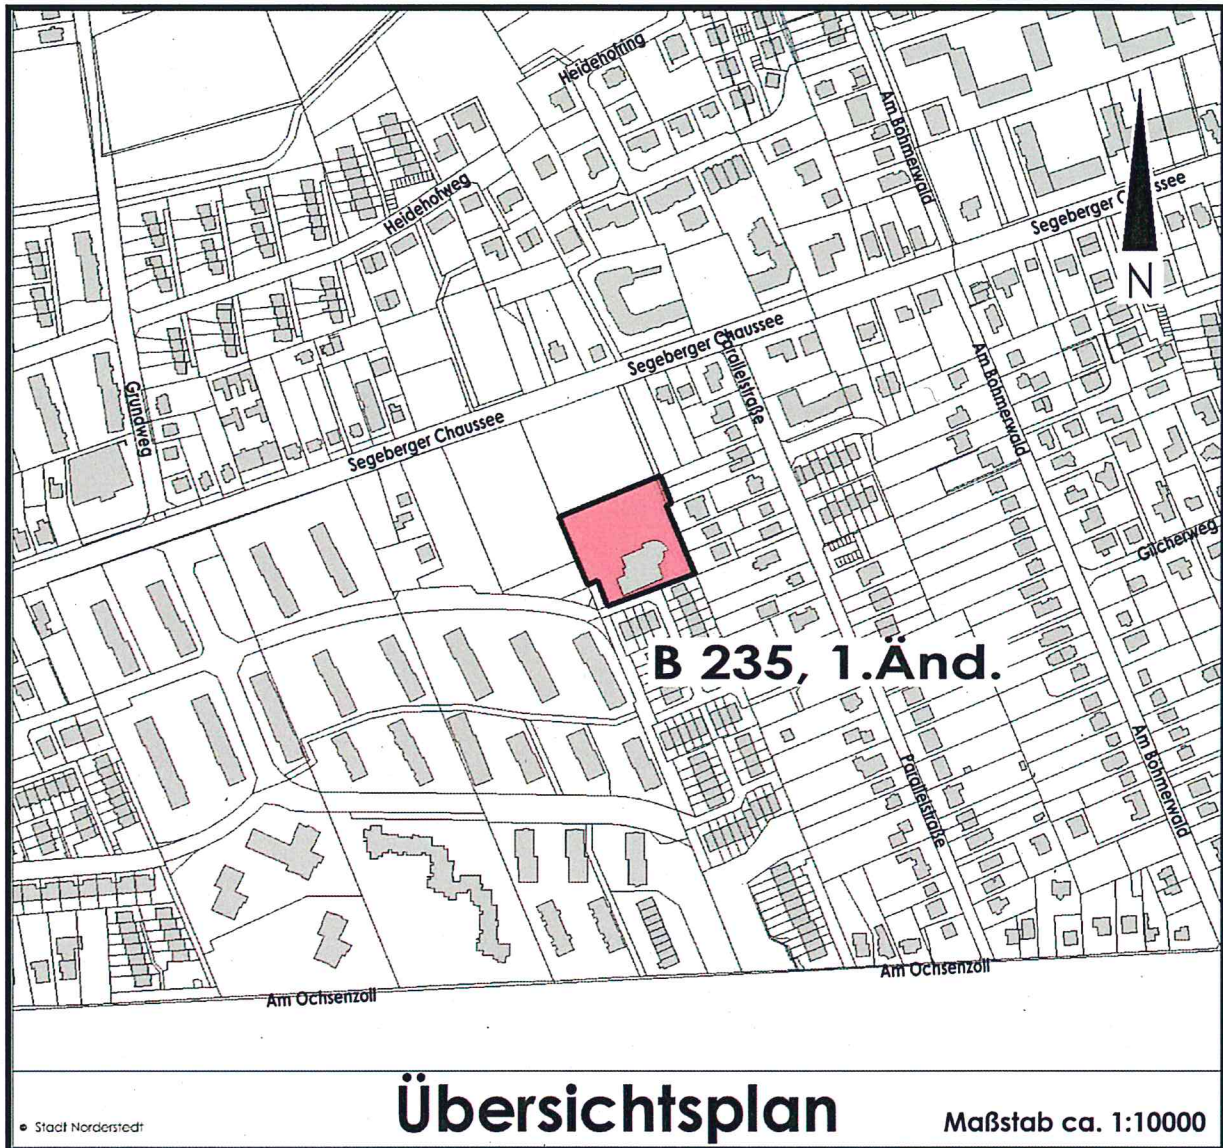 Heidehofring
Am Böhmerwald
Heidehofweg
Segeberger Chaussee
N
Segeberger Chaussee
Parallelstraße
Am Böhmerwald
Grundweg
Segeberger Chaussee
Gilcherweg
B 235, 1.Änd.
Parallelstraße
Am Böhmerwald
Am Ochsenzoll
Am Ochsenzoll
© Stadt Norderstedt
Übersichtsplan
Maßstab ca. 1:10000